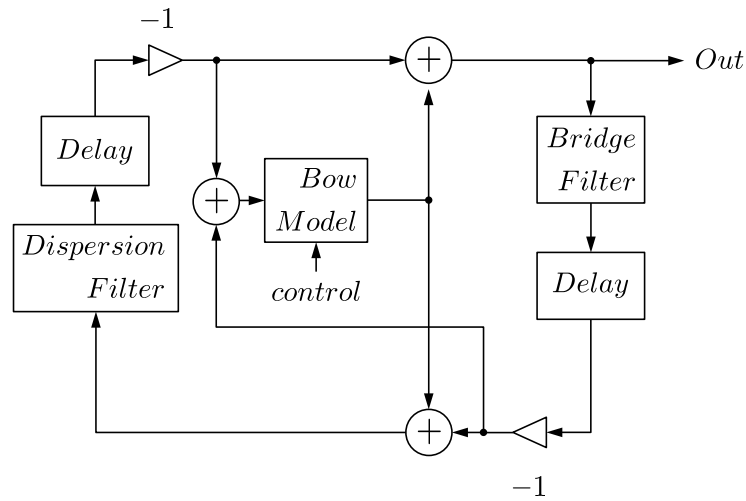 −1
+
Out
Delay
Bridge
Filter
Bow
Model
+
Dispersion
Filter
control
Delay
+
−1